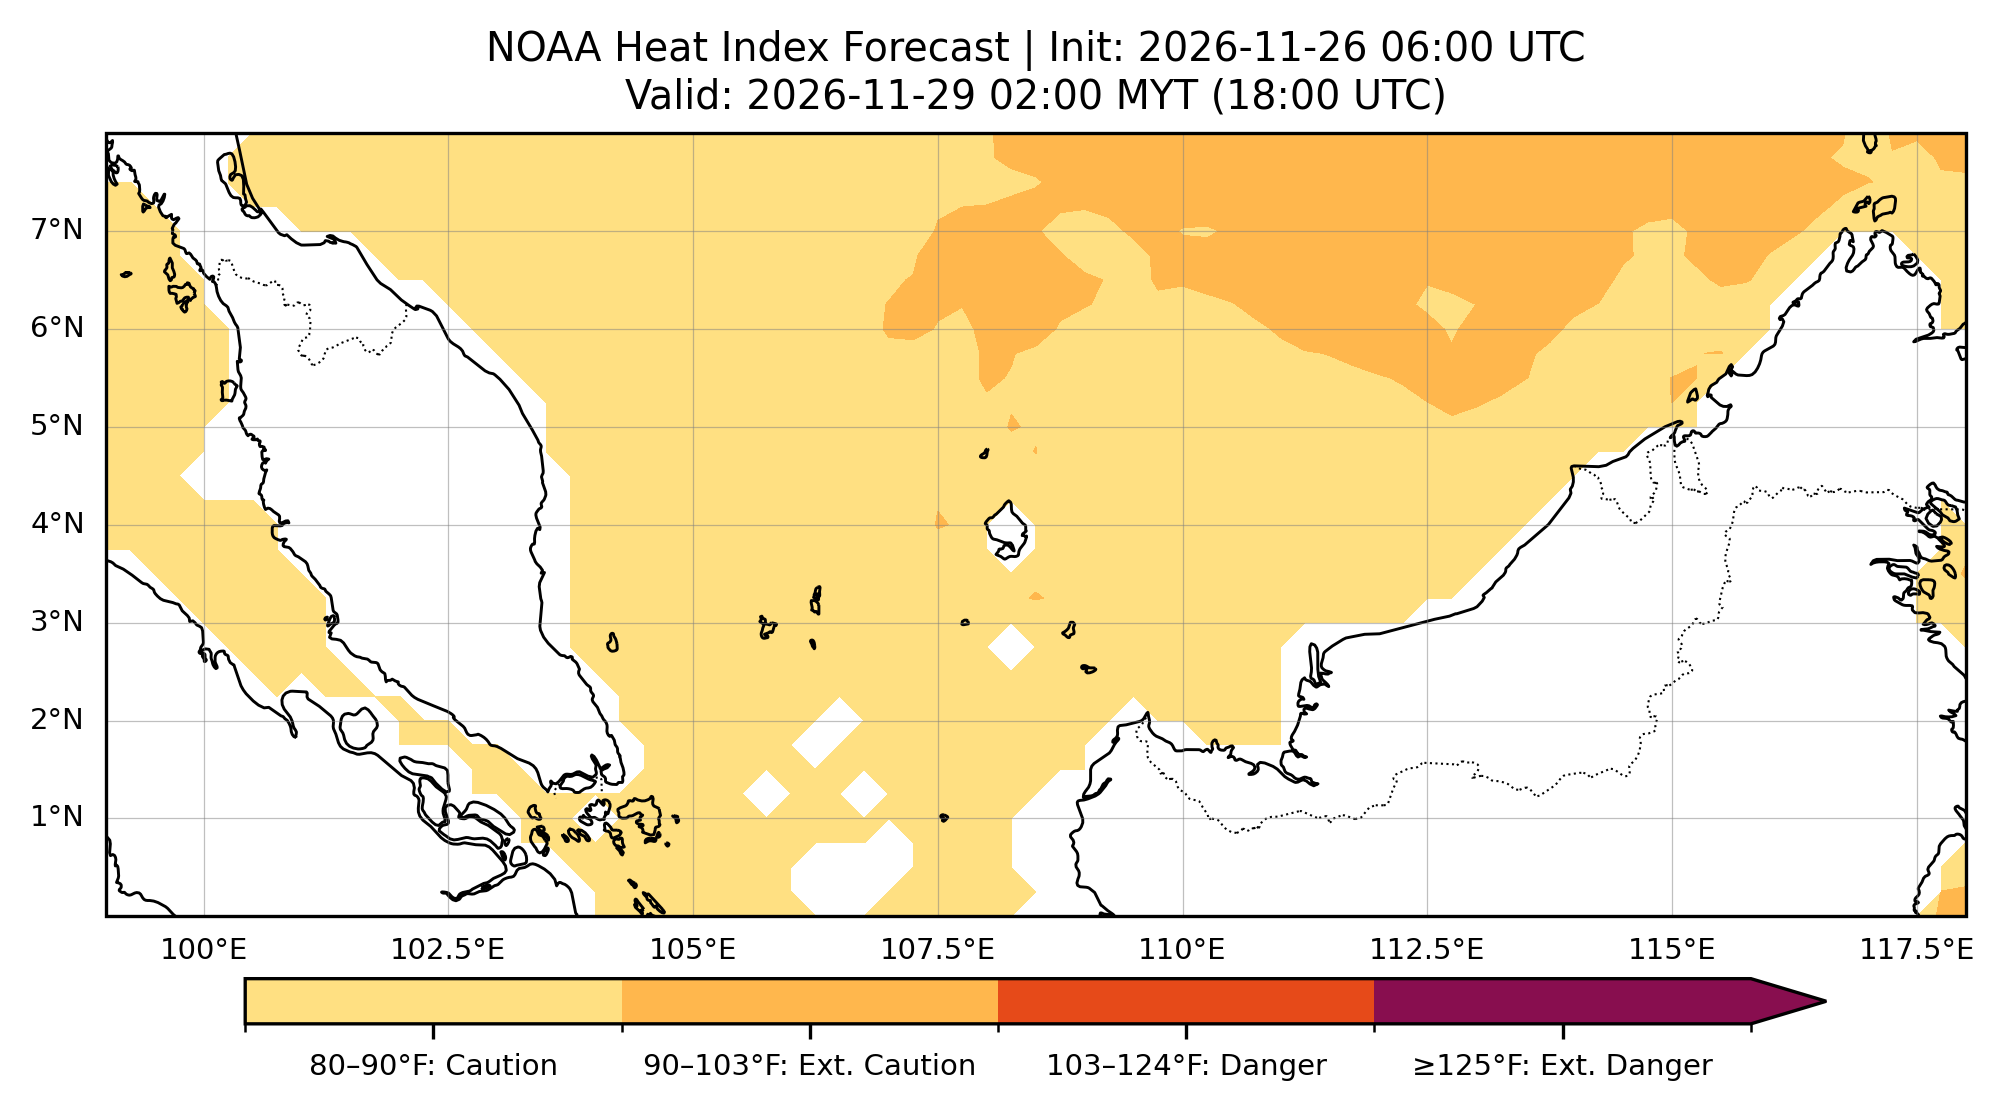 NOAA Heat Index Forecast | Init: 2026-11-26 06:00 UTC
Valid: 2026-11-29 02:00 MYT (18:00 UTC)
7°N
6°N
5°N
4°N
3°N
2°N
1°N
100°E
102.5°E
105°E
107.5°E
110°E
112.5°E
115°E
117.5°E
80–90°F: Caution
90–103°F: Ext. Caution
103–124°F: Danger
≥125°F: Ext. Danger